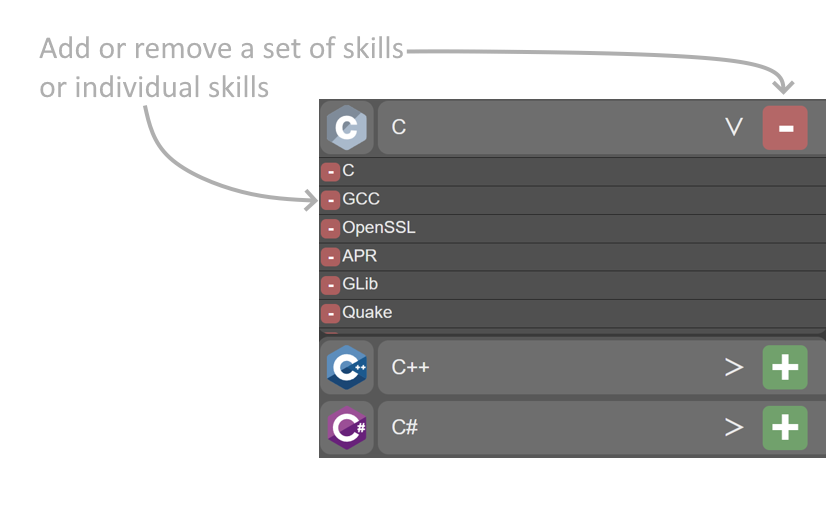 Add or remove a set of skills
or individual skills
C C V -
- C
- GCC
- OpenSSL
- APR
- GLib
- Quake
C++ C++ > +
C# C# > +